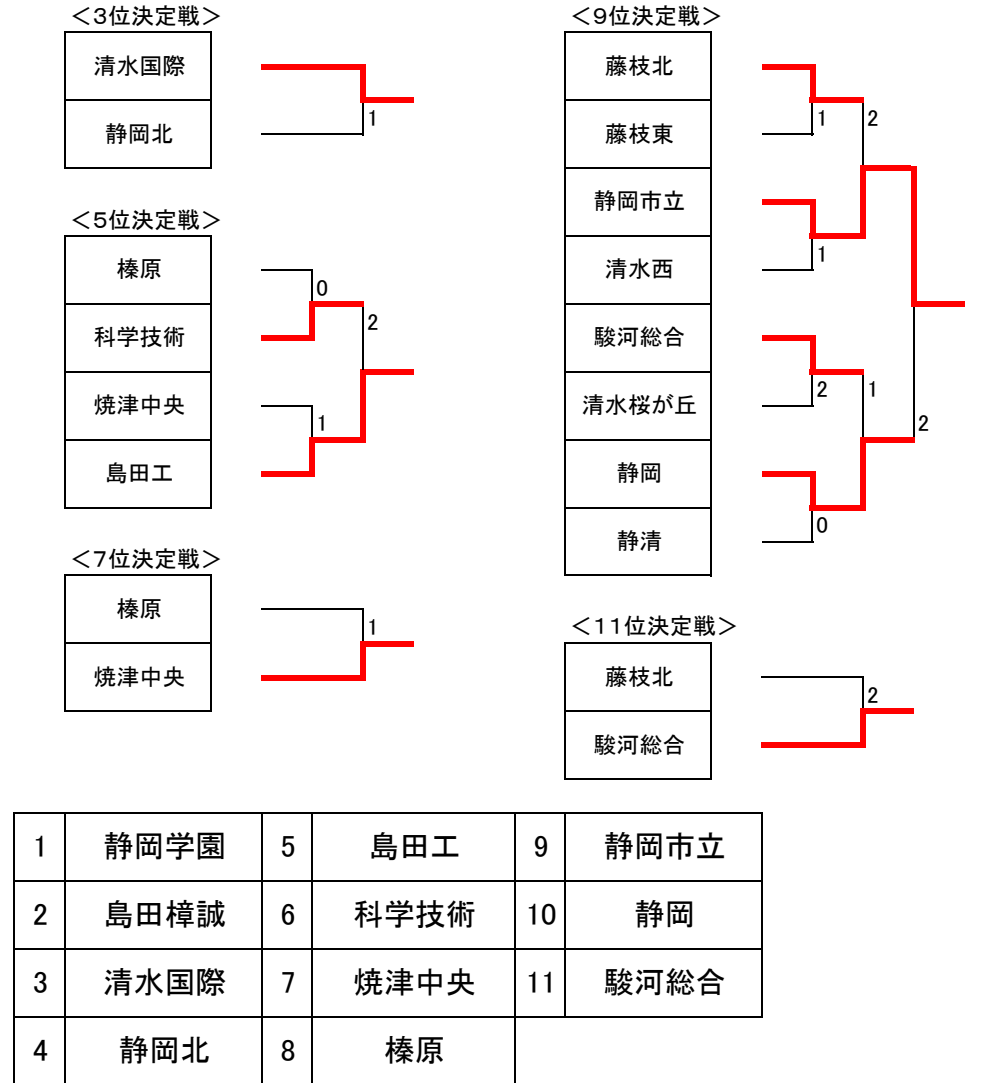 <3位決定戦>
清水国際
静岡北
1
<5位決定戦>
榛原
0
科学技術
2
焼津中央
1
島田工
<7位決定戦>
榛原
1
焼津中央
<9位決定戦>
藤枝北
1 2
藤枝東
静岡市立
1
清水西
駿河総合
2 1
清水桜が丘
2
静岡
0
静清
<11位決定戦>
藤枝北
2
駿河総合
1 静岡学園 5 島田工 9 静岡市立
2 島田樟誠 6 科学技術 10 静岡
3 清水国際 7 焼津中央 11 駿河総合
4 静岡北 8 榛原